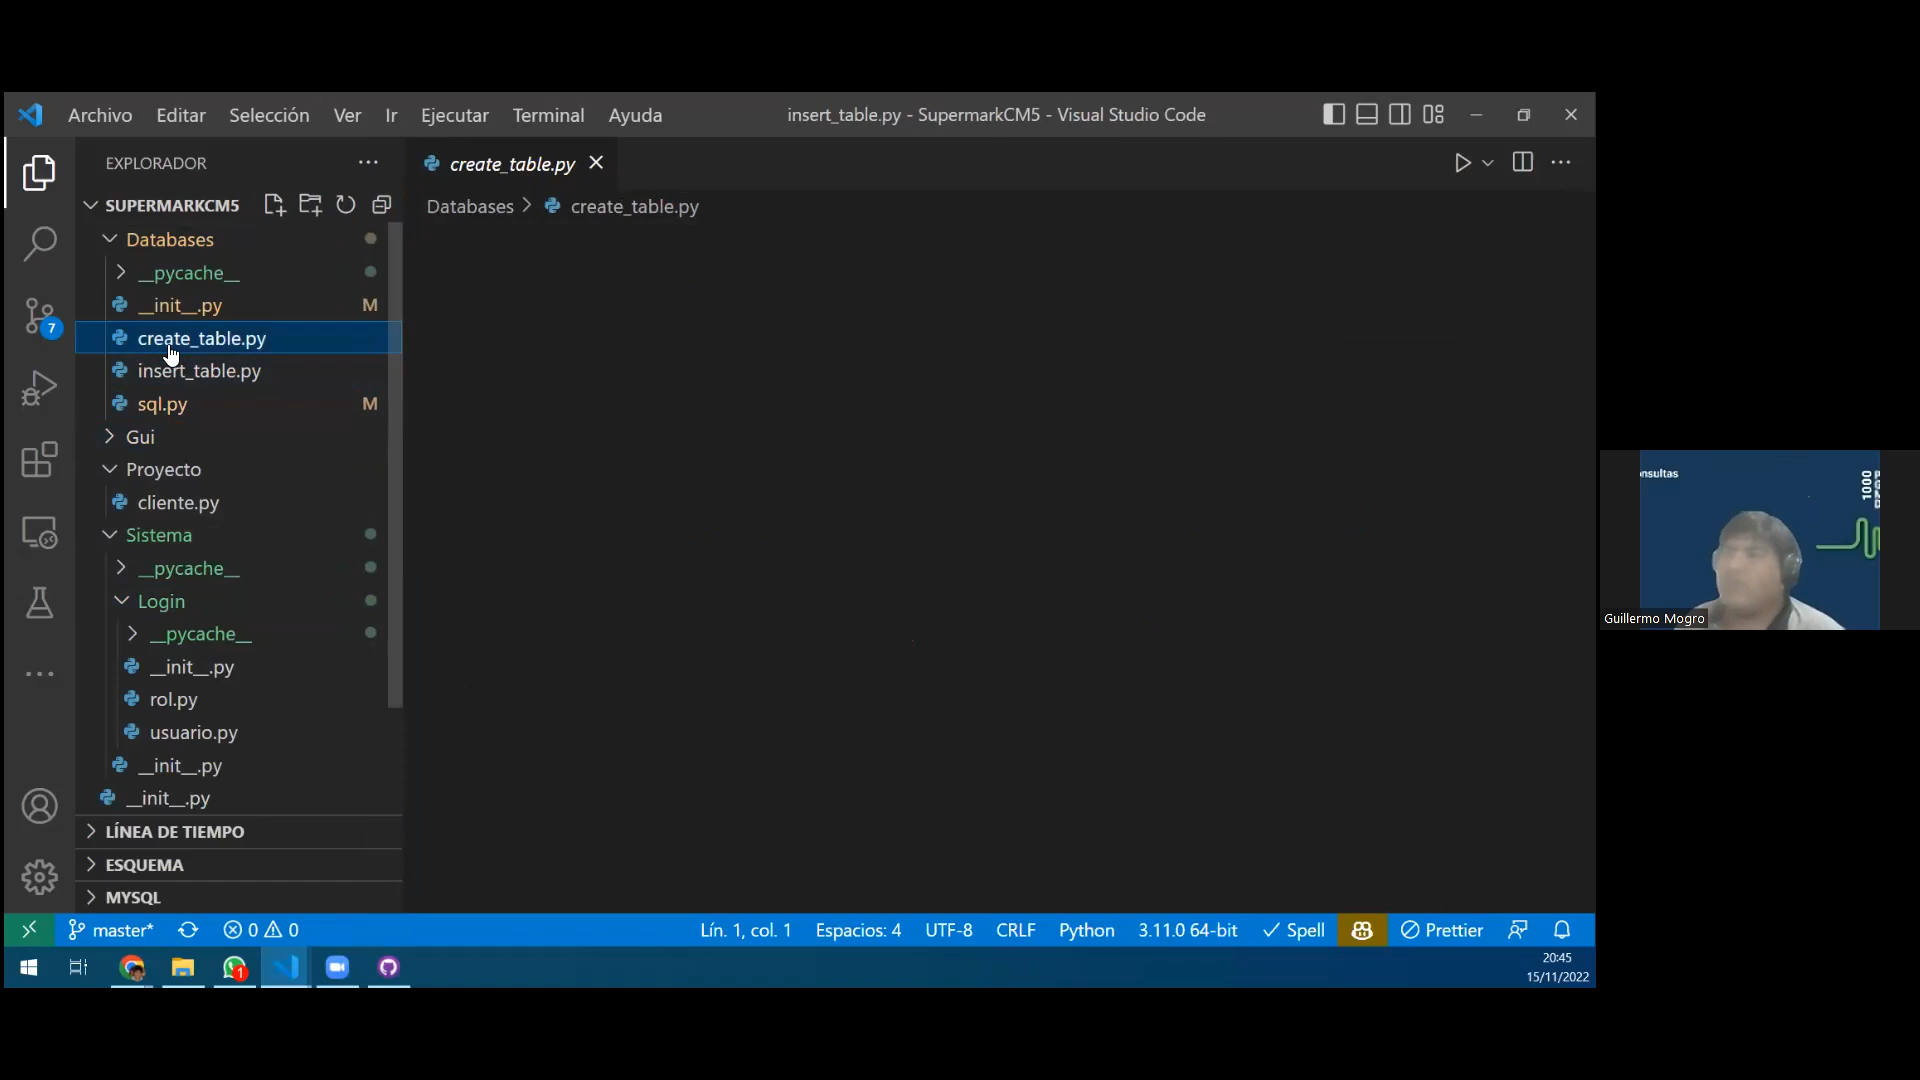 Archivo Editar Selección Ver Ir Ejecutar Terminal Ayuda insert_table.py - SupermarkCM5 - Visual Studio Code
EXPLORADOR
create_table.py
SUPERMARKCM5
Databases > create_table.py
Databases
__pycache__
__init__.py M
create_table.py
insert_table.py
sql.py M
Gui
Proyecto
cliente.py
Sistema
__pycache__
Login
__pycache__
__init__.py
rol.py
usuario.py
__init__.py
__init__.py
LÍNEA DE TIEMPO
ESQUEMA
MYSQL
7
master* 0 0 Lín. 1, col. 1 Espacios: 4 UTF-8 CRLF Python 3.11.0 64-bit Spell Prettier
1
20:45
15/11/2022
nsultas
1000
Guillermo Mogro